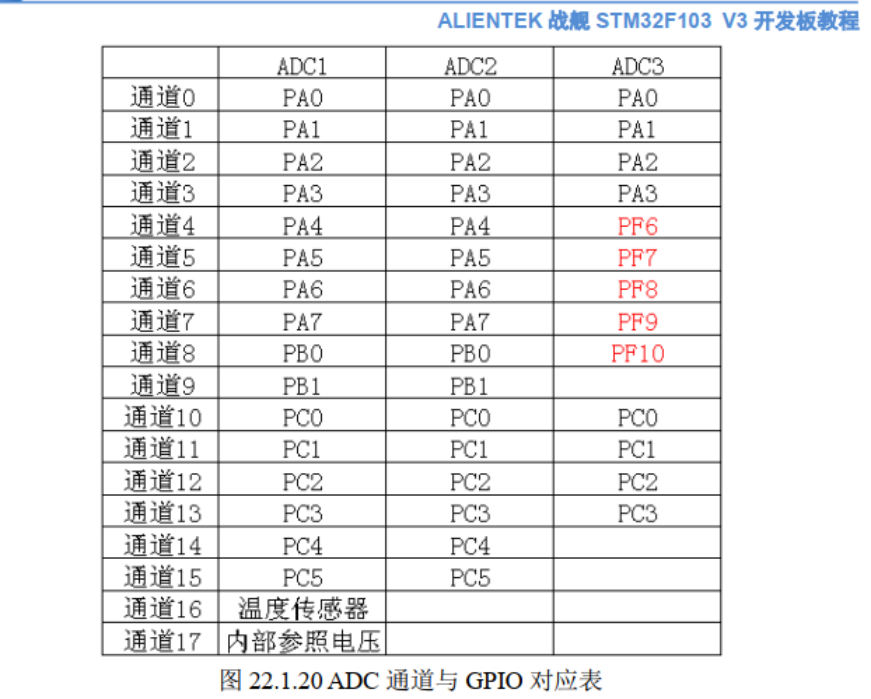 ALIENTEK 战舰 STM32F103 V3 开发板教程
ADC1 ADC2 ADC3
通道0 PA0 PA0 PA0
通道1 PA1 PA1 PA1
通道2 PA2 PA2 PA2
通道3 PA3 PA3 PA3
通道4 PA4 PA4 PF6
通道5 PA5 PA5 PF7
通道6 PA6 PA6 PF8
通道7 PA7 PA7 PF9
通道8 PB0 PB0 PF10
通道9 PB1 PB1
通道10 PC0 PC0 PC0
通道11 PC1 PC1 PC1
通道12 PC2 PC2 PC2
通道13 PC3 PC3 PC3
通道14 PC4 PC4
通道15 PC5 PC5
通道16 温度传感器
通道17 内部参照电压
图 22.1.20 ADC 通道与 GPIO 对应表